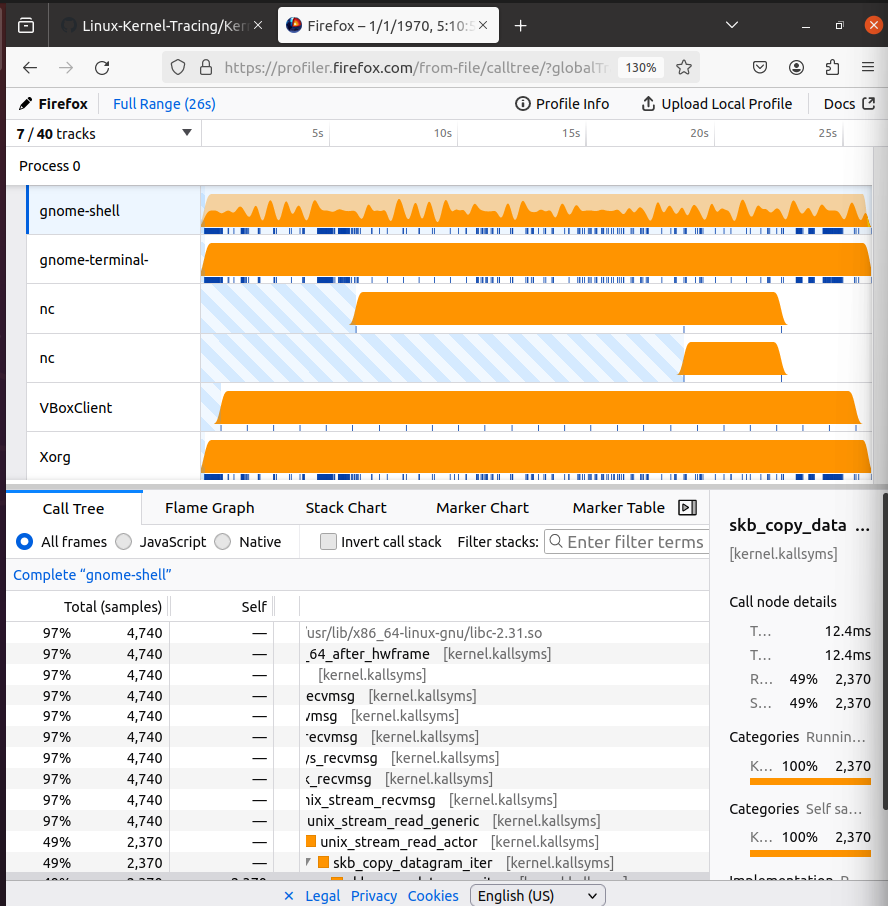 Linux-Kernel-Tracing/Kern
Firefox – 1/1/1970, 5:10:5
https://profiler.firefox.com/from-file/calltree/?globalTr
130%
Firefox
Full Range (26s)
Profile Info
Upload Local Profile
Docs
7 / 40 tracks
5s
10s
15s
20s
25s
Process 0
gnome-shell
gnome-terminal-
nc
nc
VBoxClient
Xorg
Call Tree
Flame Graph
Stack Chart
Marker Chart
Marker Table
All frames
JavaScript
Native
Invert call stack
Filter stacks:
Enter filter terms
Complete “gnome-shell”
Total (samples)
Self
97% 4,740 — usr/lib/x86_64-linux-gnu/libc-2.31.so
97% 4,740 — _64_after_hwframe [kernel.kallsyms]
97% 4,740 — [kernel.kallsyms]
97% 4,740 — ecvmsg [kernel.kallsyms]
97% 4,740 — vmsg [kernel.kallsyms]
97% 4,740 — recvmsg [kernel.kallsyms]
97% 4,740 — ys_recvmsg [kernel.kallsyms]
97% 4,740 — k_recvmsg [kernel.kallsyms]
97% 4,740 — nix_stream_recvmsg [kernel.kallsyms]
97% 4,740 — unix_stream_read_generic [kernel.kallsyms]
49% 2,370 — unix_stream_read_actor [kernel.kallsyms]
49% 2,370 — skb_copy_datagram_iter [kernel.kallsyms]
skb_copy_data ...
[kernel.kallsyms]
Call node details
T... 12.4ms
T... 12.4ms
R... 49% 2,370
S... 49% 2,370
Categories Runnin...
K... 100% 2,370
Categories Self sa...
K... 100% 2,370
Legal
Privacy
Cookies
English (US)